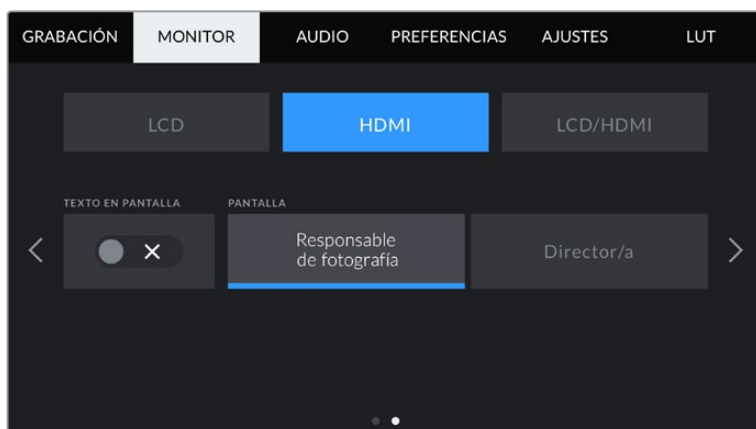 GRABACIÓN MONITOR AUDIO PREFERENCIAS AJUSTES LUT
LCD HDMI LCD/HDMI
TEXTO EN PANTALLA PANTALLA
Responsable
de fotografía
Director/a